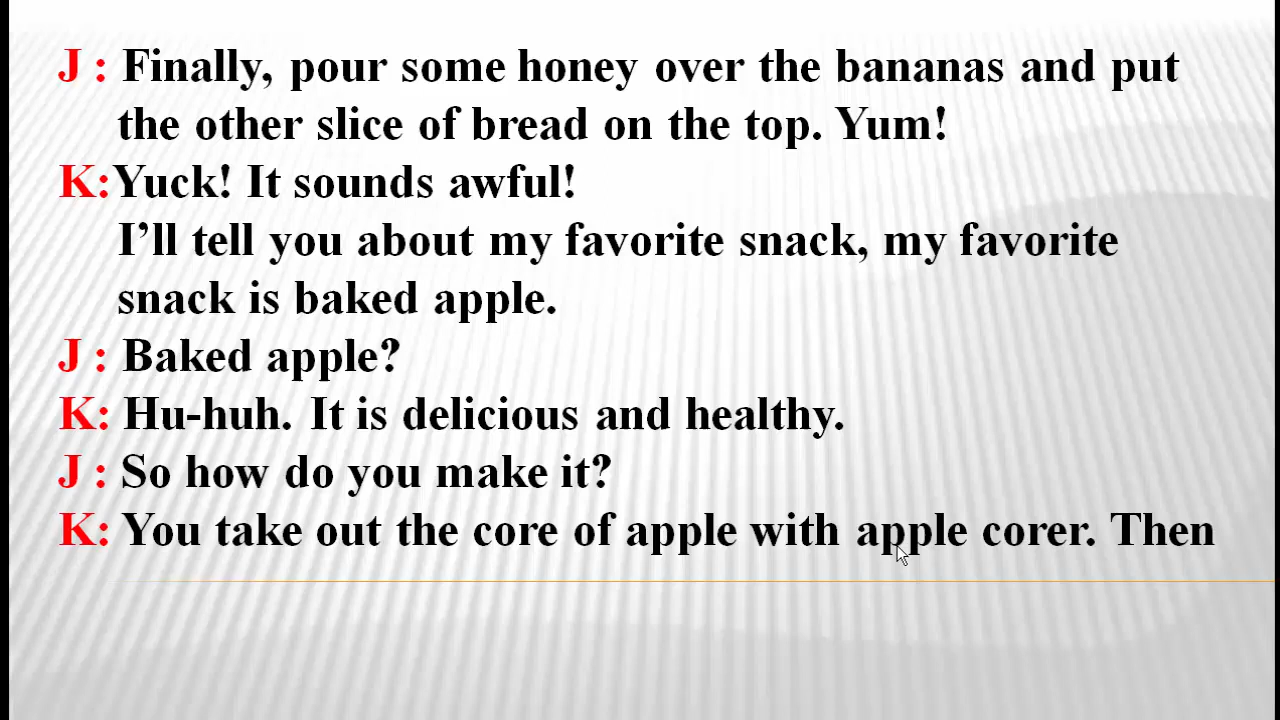 J : Finally, pour some honey over the bananas and put
the other slice of bread on the top. Yum!
K:Yuck! It sounds awful!
I’ll tell you about my favorite snack, my favorite
snack is baked apple.
J : Baked apple?
K: Hu-huh. It is delicious and healthy.
J : So how do you make it?
K: You take out the core of apple with apple corer. Then